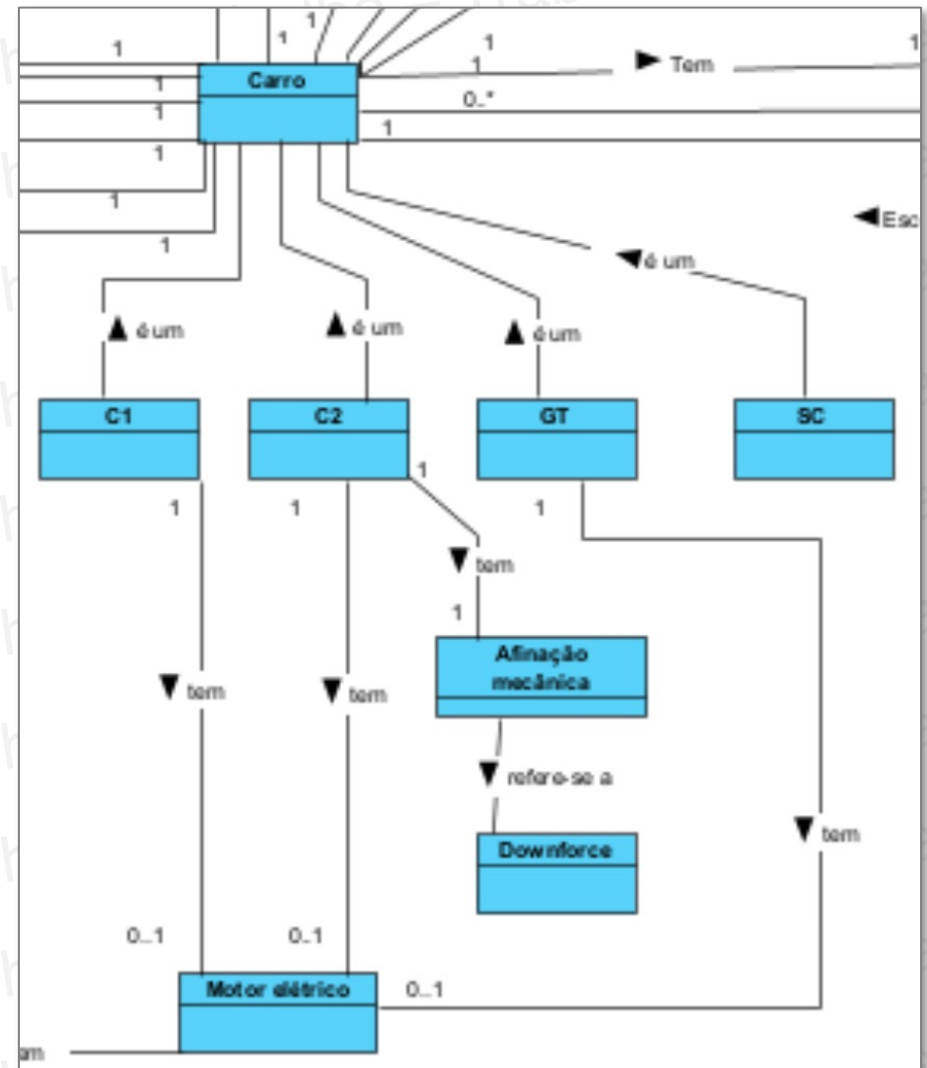 1
1
1
1
1
1
Tem
Carro
1
0..*
1
1
1
1
1
Esc
é um
é um
é um
é um
C1
C2
GT
SC
1
1
1
1
tem
1
Afinação
mecânica
tem
tem
refere-se a
tem
Downforce
0..1
0..1
Motor elétrico
0..1